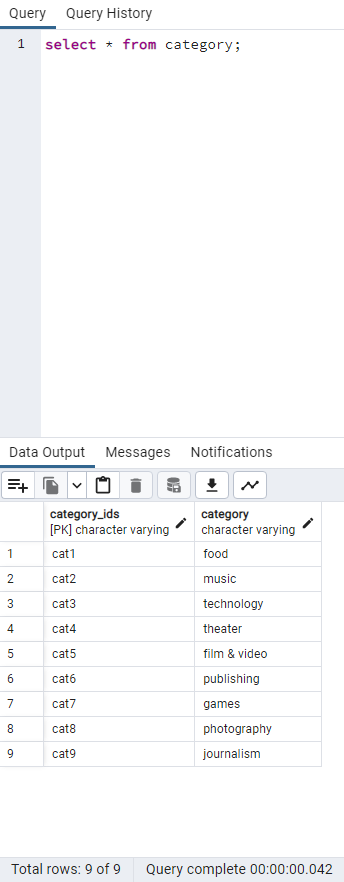 Query Query History
1 select * from category;
Data Output Messages Notifications
category_ids category
[PK] character varying character varying
1 cat1 food
2 cat2 music
3 cat3 technology
4 cat4 theater
5 cat5 film & video
6 cat6 publishing
7 cat7 games
8 cat8 photography
9 cat9 journalism
Total rows: 9 of 9 Query complete 00:00:00.042